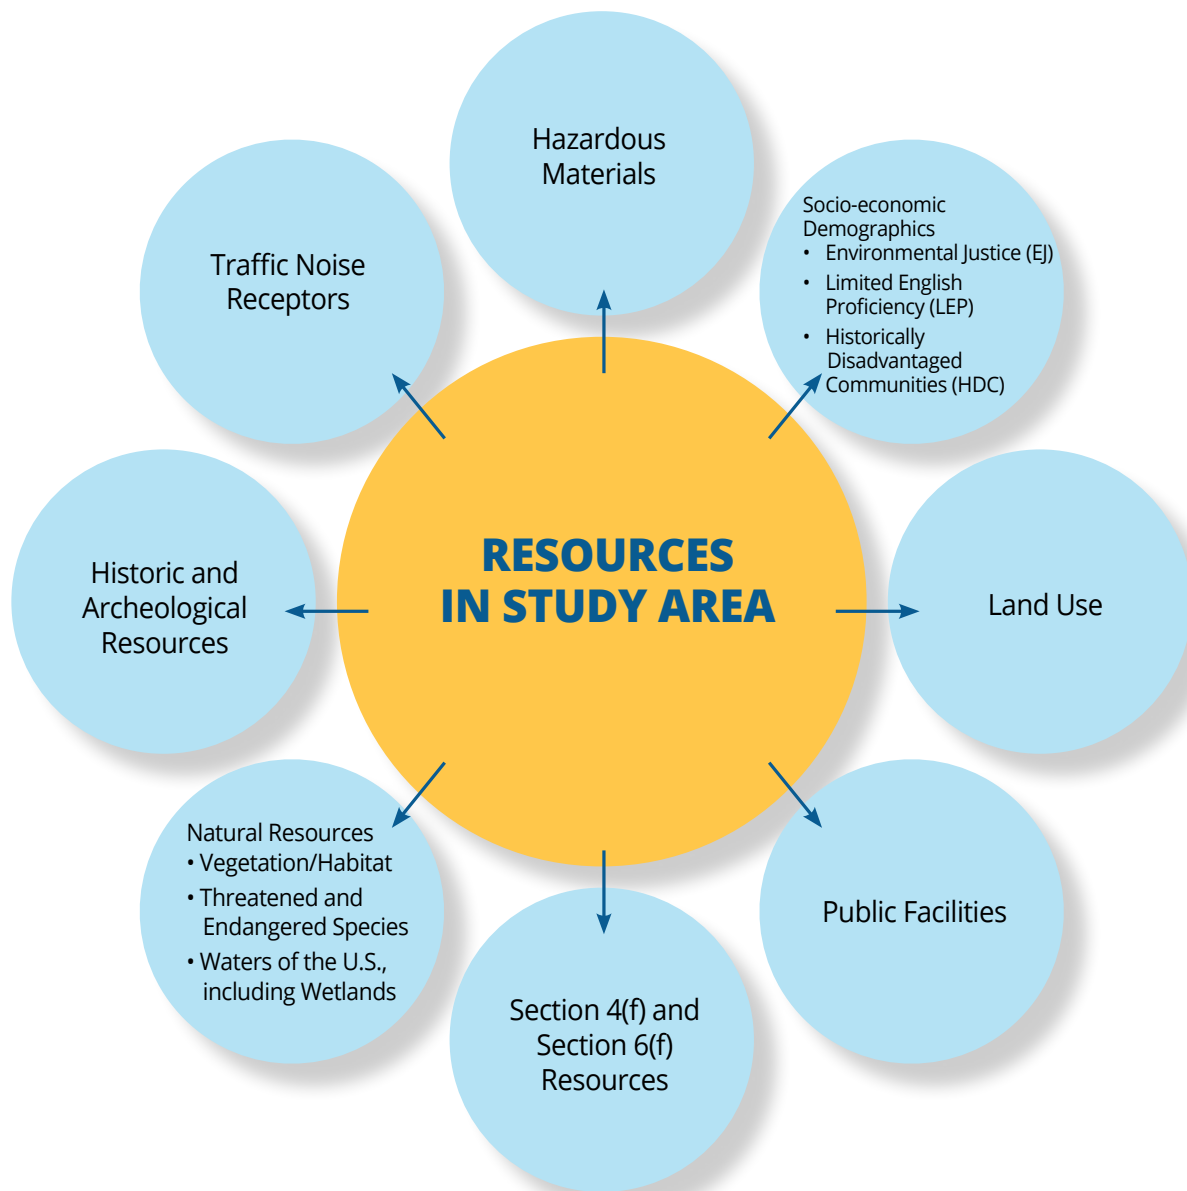 Hazardous
Materials
Socio-economic
Demographics
• Environmental Justice (EJ)
• Limited English
Proficiency (LEP)
• Historically
Disadvantaged
Communities (HDC)
Traffic Noise
Receptors
RESOURCES
IN STUDY AREA
Historic and
Archeological
Resources
Land Use
Natural Resources
• Vegetation/Habitat
• Threatened and
Endangered Species
• Waters of the U.S.,
including Wetlands
Public Facilities
Section 4(f) and
Section 6(f)
Resources